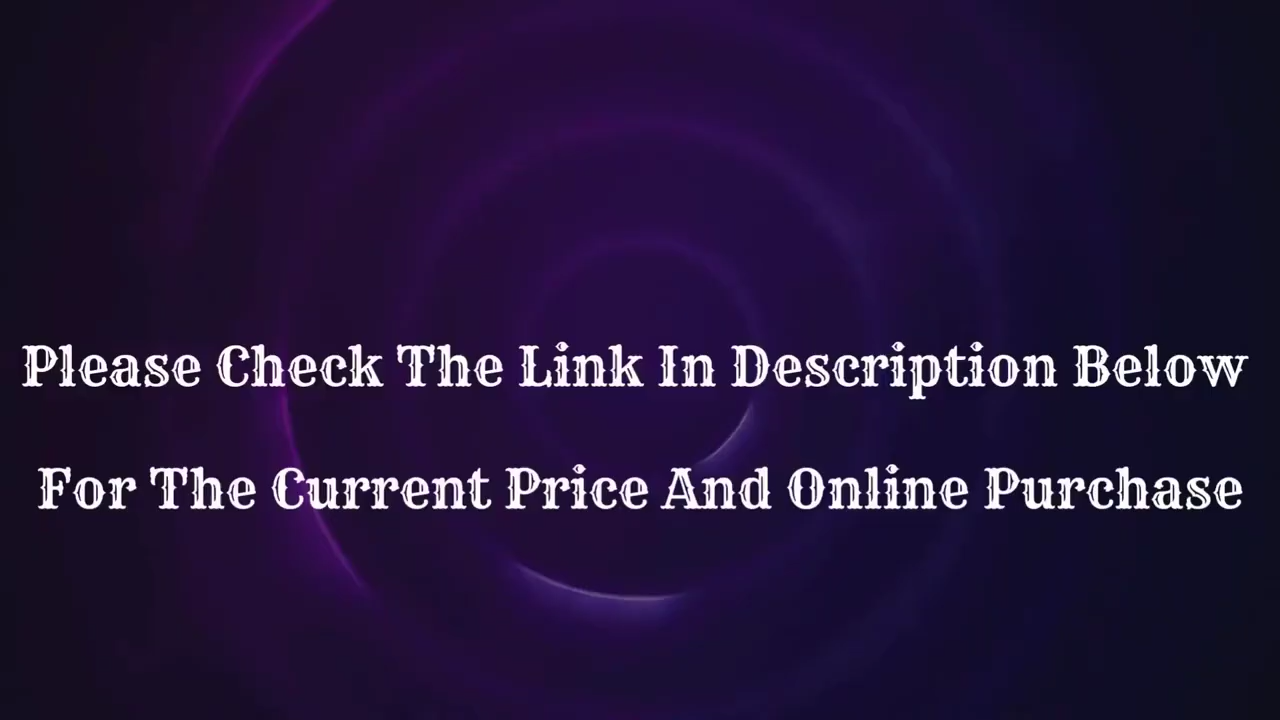 Please Check The Link In Description Below
For The Current Price And Online Purchase